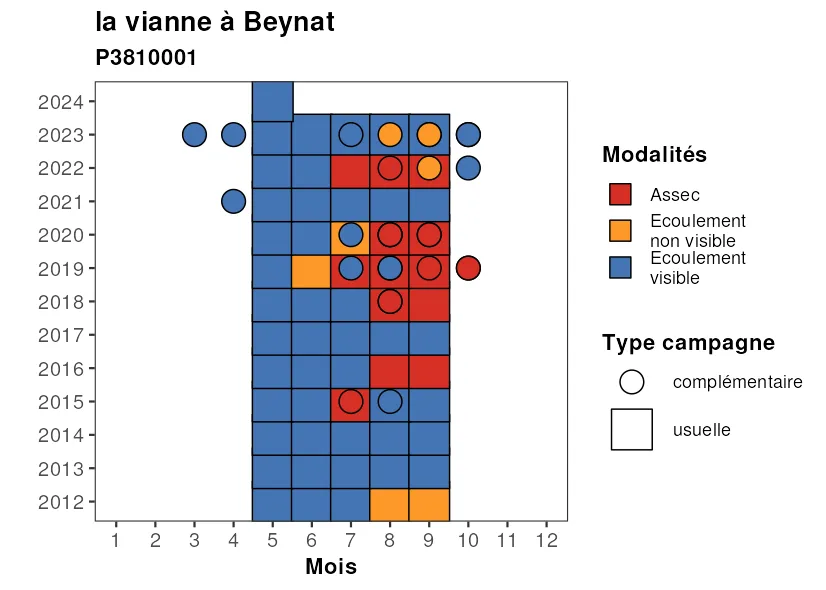 la vianne à Beynat
P3810001
2024
2023
2022
2021
2020
2019
2018
2017
2016
2015
2014
2013
2012
1 2 3 4 5 6 7 8 9 10 11 12
Mois
Modalités
Assec
Ecoulement
non visible
Ecoulement
visible
Type campagne
complémentaire
usuelle